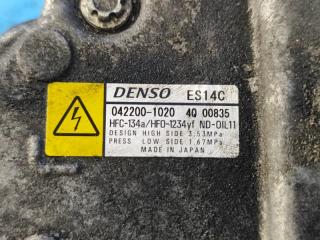 DENSO ES14C
042200-1020 4Q 00835
HFC-134a/HFO-1234yf ND-OIL11
DESIGN HIGH SIDE 3.53MPa
PRESS LOW SIDE 1.67MPa
MADE IN JAPAN